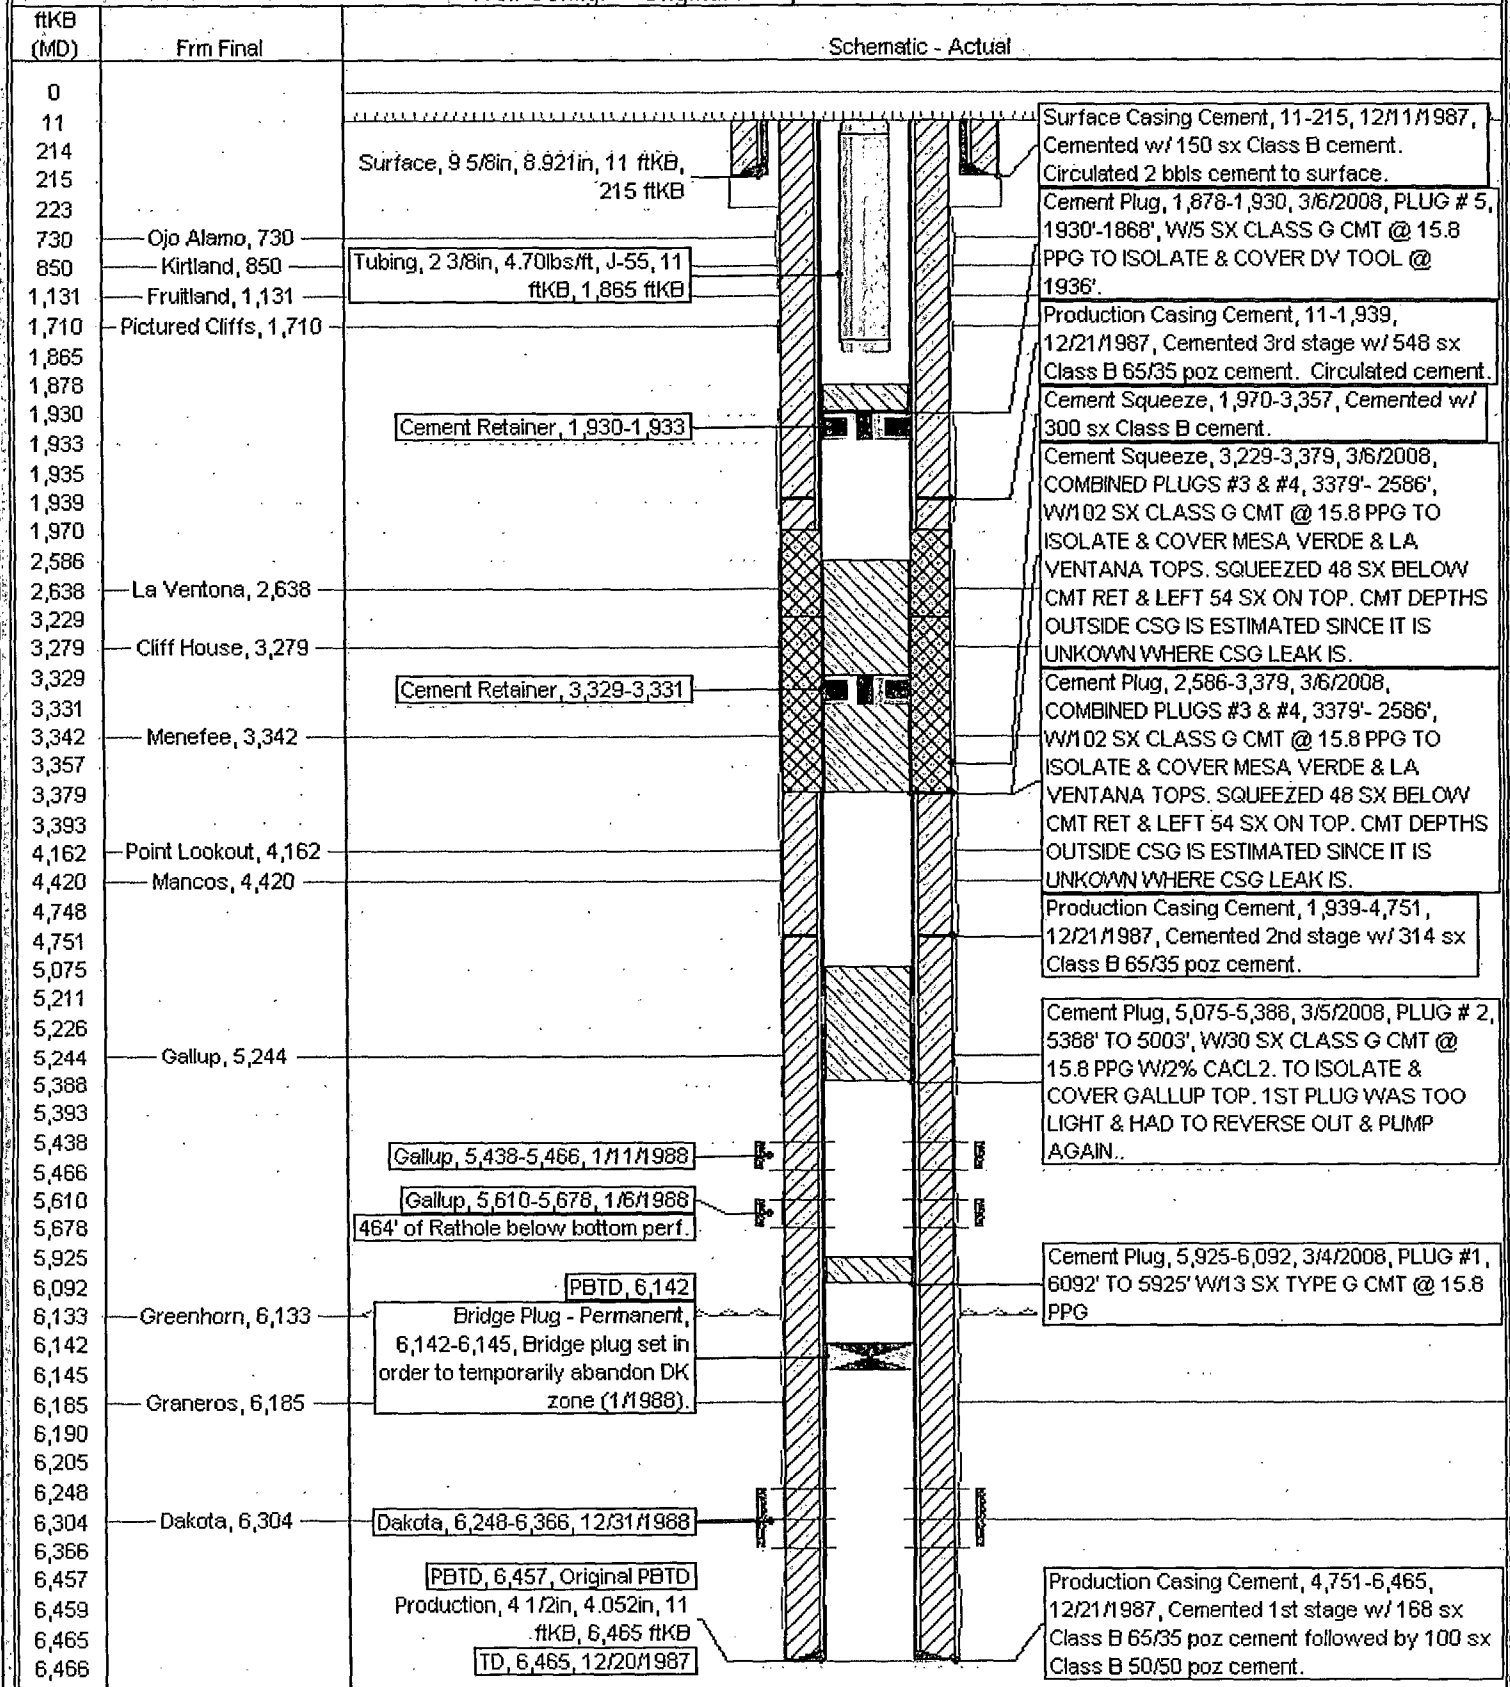 ftKB
(MD)
Frm Final
Schematic - Actual
0
11
214
215
223
730
850
1,131
1,710
1,865
1,878
1,930
1,933
1,935
1,939
1,970
2,586
2,638
3,229
3,279
3,329
3,331
3,342
3,357
3,379
3,393
4,162
4,420
4,748
4,751
5,075
5,211
5,226
5,244
5,388
5,393
5,438
5,466
5,610
5,678
5,925
6,092
6,133
6,142
6,145
6,185
6,190
6,205
6,248
6,304
6,366
6,457
6,459
6,465
6,466
Ojo Alamo, 730
Kirtland, 850
Fruitland, 1,131
Pictured Cliffs, 1,710
La Ventona, 2,638
Cliff House, 3,279
Menefee, 3,342
Point Lookout, 4,162
Mancos, 4,420
Gallup, 5,244
Greenhorn, 6,133
Graneros, 6,185
Dakota, 6,304
Surface, 9 5/8in, 8.921in, 11 ftKB,
215 ftKB
Tubing, 2 3/8in, 4.70lbs/ft, J-55, 11
ftKB, 1,865 ftKB
Cement Retainer, 1,930-1,933
Cement Retainer, 3,329-3,331
Gallup, 5,438-5,466, 1/11/1988
Gallup, 5,610-5,678, 1/6/1988
464' of Rathole below bottom perf.
PBTD, 6,142
Bridge Plug - Permanent,
6,142-6,145, Bridge plug set in
order to temporarily abandon DK
zone (1/1988).
Dakota, 6,248-6,366, 12/31/1988
PBTD, 6,457, Original PBTD
Production, 4 1/2in, 4.052in, 11
ftKB, 6,465 ftKB
TD, 6,465, 12/20/1987
Surface Casing Cement, 11-215, 12/11/1987,
Cemented w/ 150 sx Class B cement.
Circulated 2 bbls cement to surface.
Cement Plug, 1,878-1,930, 3/6/2008, PLUG # 5,
1930'-1868', W/5 SX CLASS G CMT @ 15.8
PPG TO ISOLATE & COVER DV TOOL @
1936'.
Production Casing Cement, 11-1,939,
12/21/1987, Cemented 3rd stage w/ 548 sx
Class B 65/35 poz cement. Circulated cement.
Cement Squeeze, 1,970-3,357, Cemented w/
300 sx Class B cement.
Cement Squeeze, 3,229-3,379, 3/6/2008,
COMBINED PLUGS #3 & #4, 3379'- 2586',
W/102 SX CLASS G CMT @ 15.8 PPG TO
ISOLATE & COVER MESA VERDE & LA
VENTANA TOPS. SQUEEZED 48 SX BELOW
CMT RET & LEFT 54 SX ON TOP. CMT DEPTHS
OUTSIDE CSG IS ESTIMATED SINCE IT IS
UNKOWN WHERE CSG LEAK IS.
Cement Plug, 2,586-3,379, 3/6/2008,
COMBINED PLUGS #3 & #4, 3379'- 2586',
W/102 SX CLASS G CMT @ 15.8 PPG TO
ISOLATE & COVER MESA VERDE & LA
VENTANA TOPS. SQUEEZED 48 SX BELOW
CMT RET & LEFT 54 SX ON TOP. CMT DEPTHS
OUTSIDE CSG IS ESTIMATED SINCE IT IS
UNKOWN WHERE CSG LEAK IS.
Production Casing Cement, 1,939-4,751,
12/21/1987, Cemented 2nd stage w/ 314 sx
Class B 65/35 poz cement.
Cement Plug, 5,075-5,388, 3/5/2008, PLUG # 2,
5388' TO 5003', W/30 SX CLASS G CMT @
15.8 PPG W/2% CACL2. TO ISOLATE &
COVER GALLUP TOP. 1ST PLUG WAS TOO
LIGHT & HAD TO REVERSE OUT & PUMP
AGAIN..
Cement Plug, 5,925-6,092, 3/4/2008, PLUG #1,
6092' TO 5925' W/13 SX TYPE G CMT @ 15.8
PPG
Production Casing Cement, 4,751-6,465,
12/21/1987, Cemented 1st stage w/ 168 sx
Class B 65/35 poz cement followed by 100 sx
Class B 50/50 poz cement.